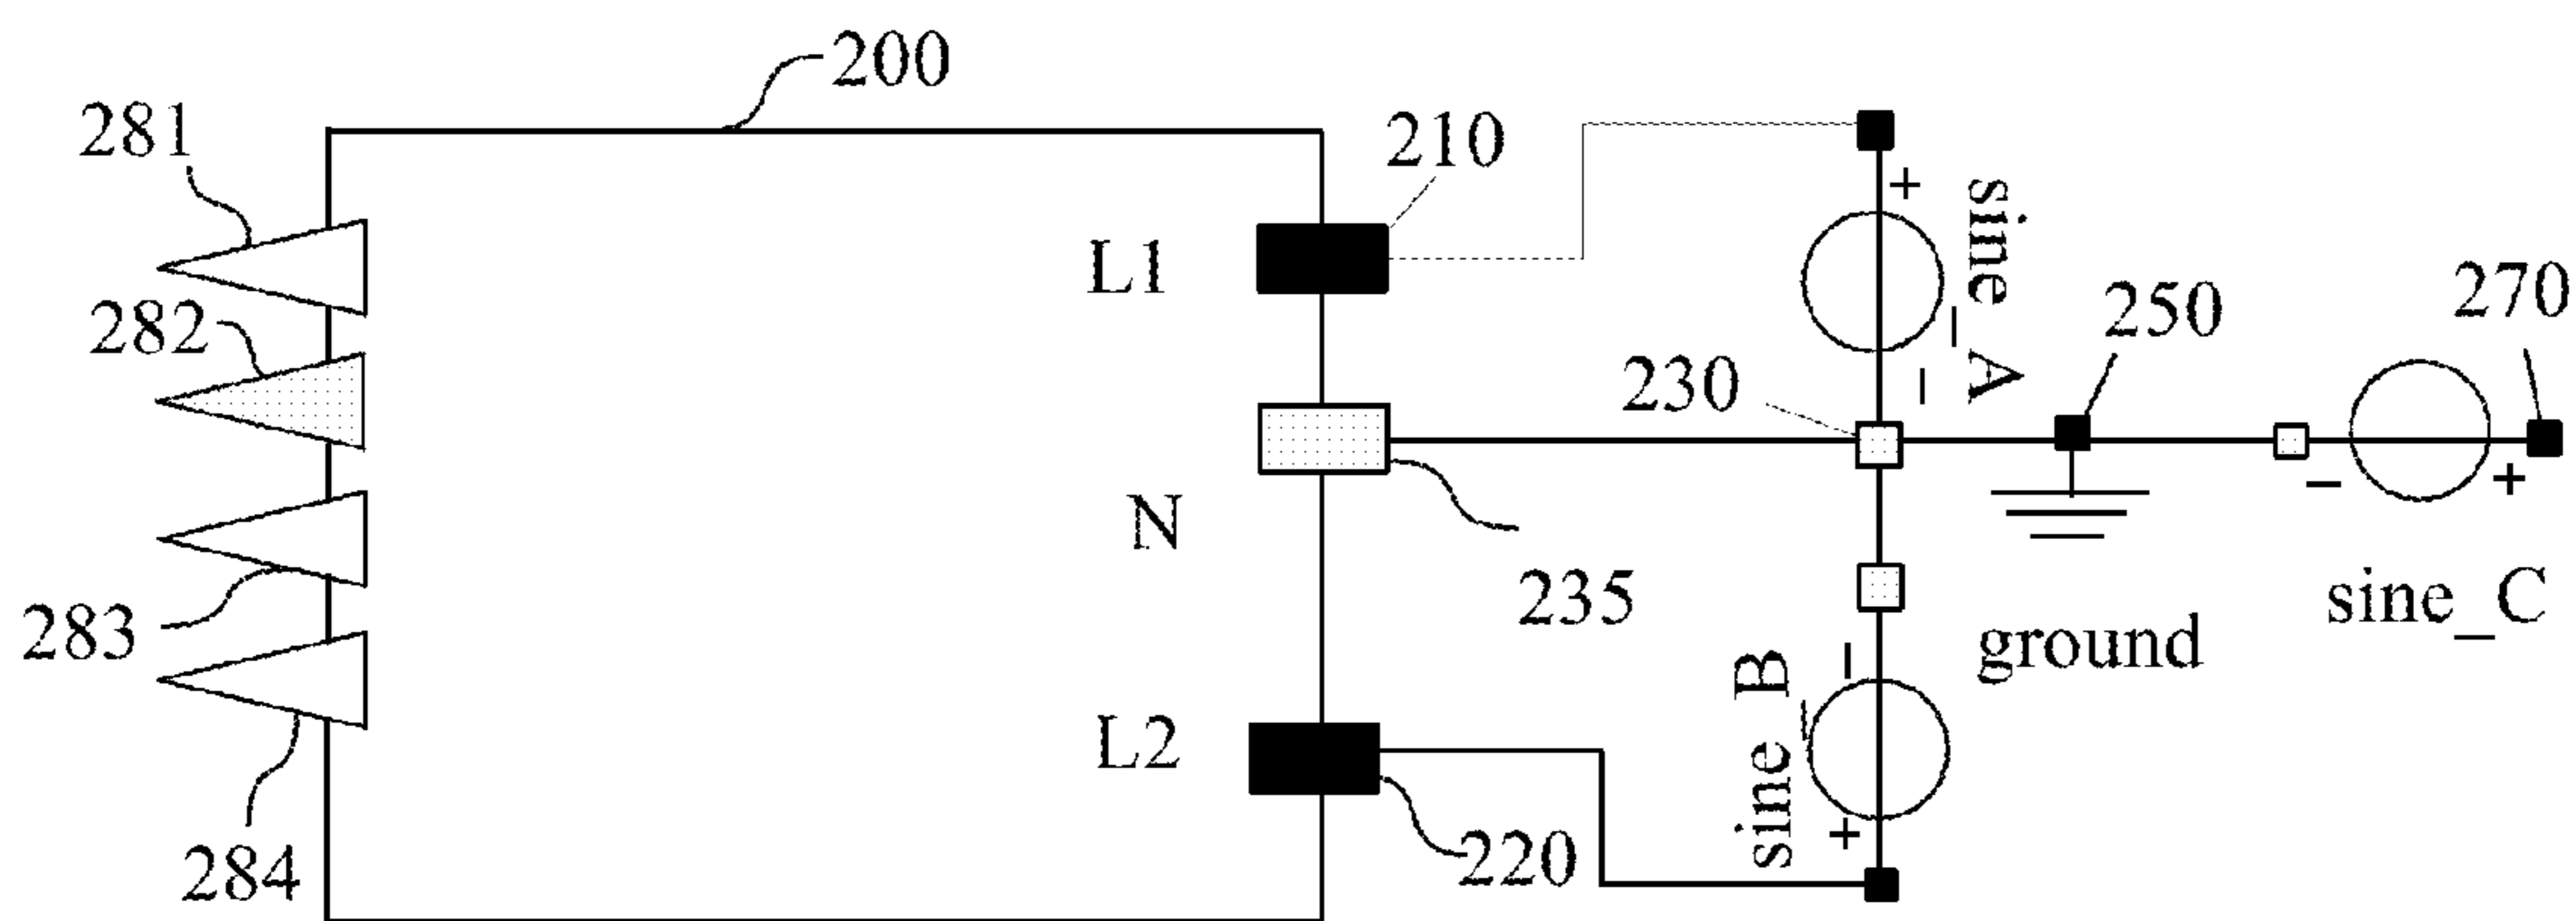 200
281
210
+
sine_A
L1
270
250
282
230
-
+
-
N
235
sine_C
283
ground
-
sine_B
L2
+
220
284